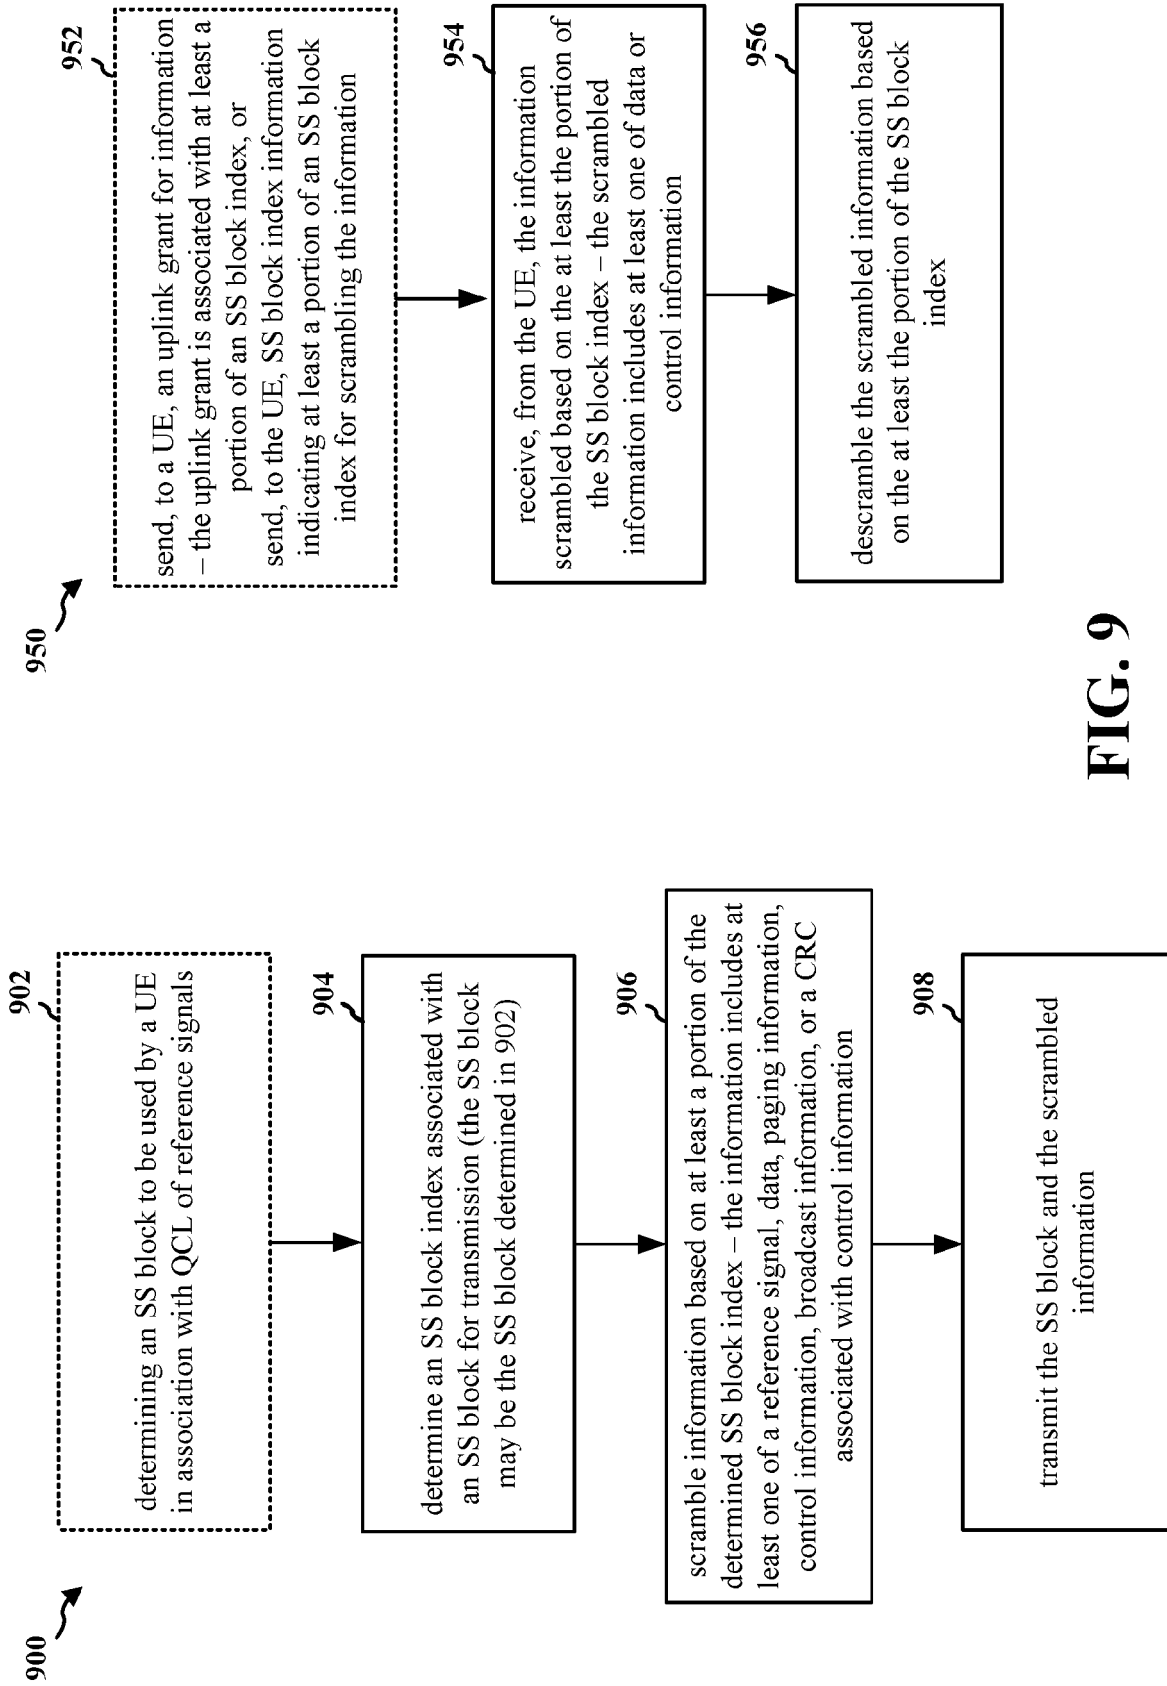 900
902
determining an SS block to be used by a UE
in association with QCL of reference signals
904
determine an SS block index associated with
an SS block for transmission (the SS block
may be the SS block determined in 902)
906
scramble information based on at least a portion of the
determined SS block index – the information includes at
least one of a reference signal, data, paging information,
control information, broadcast information, or a CRC
associated with control information
908
transmit the SS block and the scrambled
information
950
952
send, to a UE, an uplink grant for information
– the uplink grant is associated with at least a
portion of an SS block index, or
send, to the UE, SS block index information
indicating at least a portion of an SS block
index for scrambling the information
954
receive, from the UE, the information
scrambled based on the at least the portion of
the SS block index – the scrambled
information includes at least one of data or
control information
956
descramble the scrambled information based
on the at least the portion of the SS block
index
FIG. 9